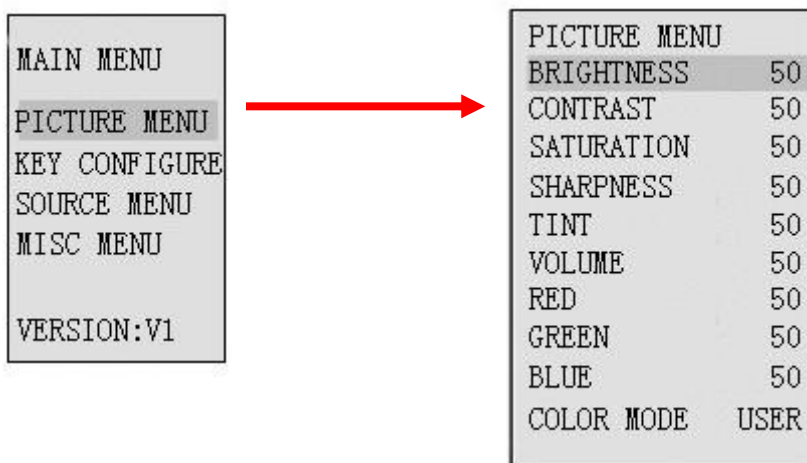 MAIN MENU
PICTURE MENU
KEY CONFIGURE
SOURCE MENU
MISC MENU
VERSION:V1
PICTURE MENU
BRIGHTNESS 50
CONTRAST 50
SATURATION 50
SHARPNESS 50
TINT 50
VOLUME 50
RED 50
GREEN 50
BLUE 50
COLOR MODE USER